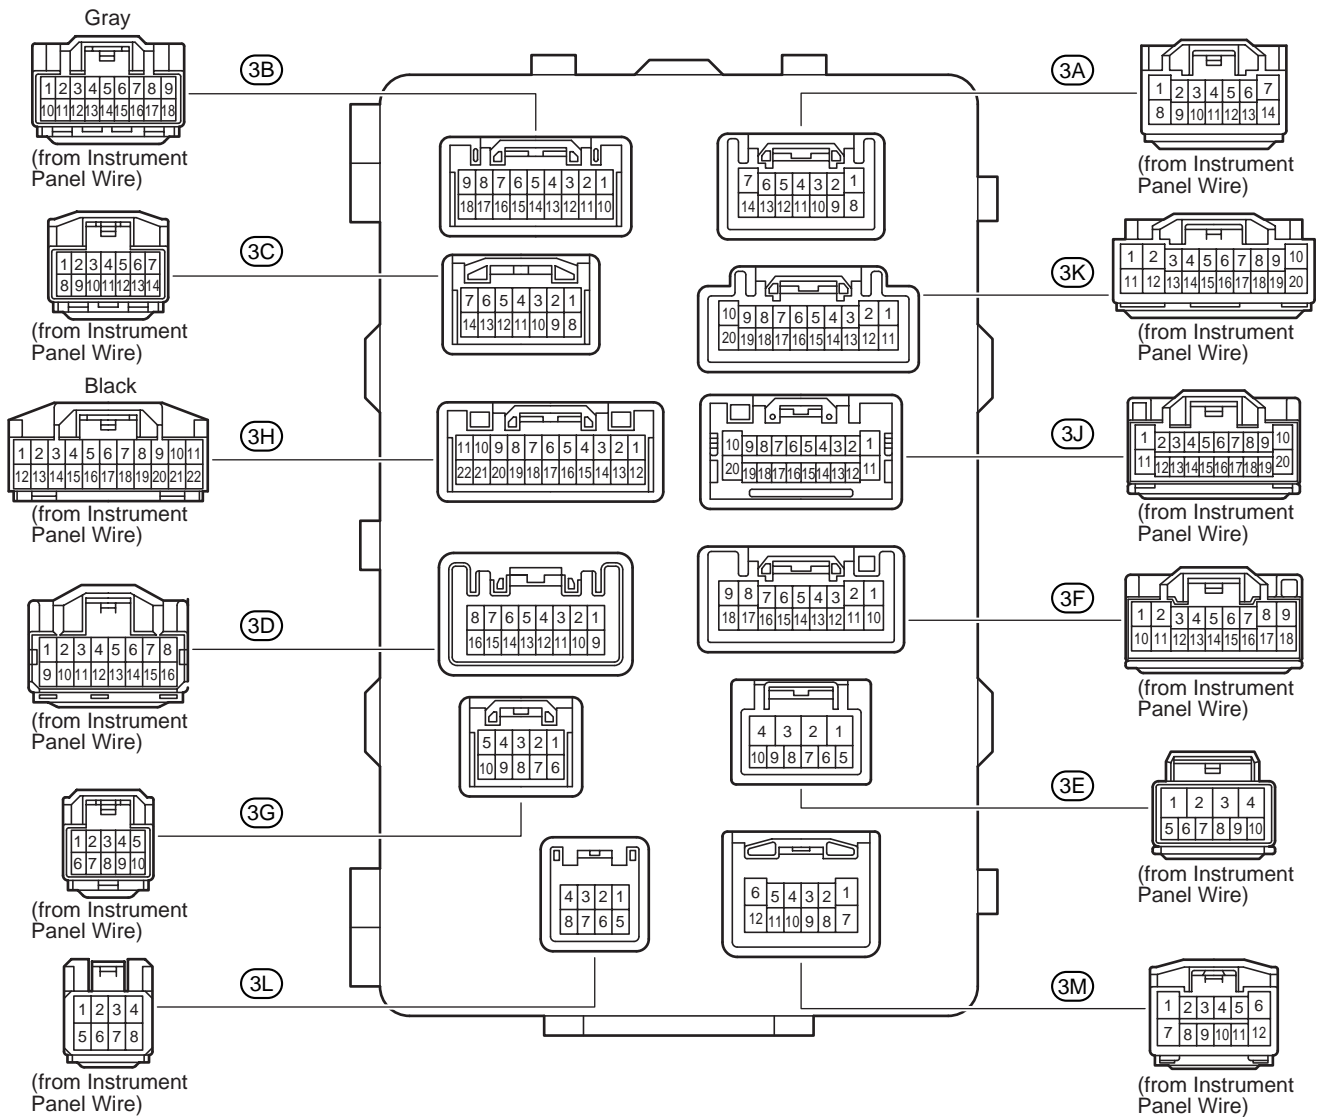 Gray
1 2 3 4 5 6 7 8 9
10 11 12 13 14 15 16 17 18
(from Instrument
Panel Wire)
3B
9 8 7 6 5 4 3 2 1
18 17 16 15 14 13 12 11 10
3A
7 6 5 4 3 2 1
14 13 12 11 10 9 8
1 2 3 4 5 6 7
8 9 10 11 12 13 14
(from Instrument
Panel Wire)
1 2 3 4 5 6 7
8 9 10 11 12 13 14
(from Instrument
Panel Wire)
3C
7 6 5 4 3 2 1
14 13 12 11 10 9 8
3K
10 9 8 7 6 5 4 3 2 1
20 19 18 17 16 15 14 13 12 11
1 2 3 4 5 6 7 8 9 10
11 12 13 14 15 16 17 18 19 20
(from Instrument
Panel Wire)
Black
1 2 3 4 5 6 7 8 9 10 11
12 13 14 15 16 17 18 19 20 21 22
(from Instrument
Panel Wire)
3H
11 10 9 8 7 6 5 4 3 2 1
22 21 20 19 18 17 16 15 14 13 12
3J
10 9 8 7 6 5 4 3 2 1
20 19 18 17 16 15 14 13 12 11
1 2 3 4 5 6 7 8 9 10
11 12 13 14 15 16 17 18 19 20
(from Instrument
Panel Wire)
1 2 3 4 5 6 7 8
9 10 11 12 13 14 15 16
(from Instrument
Panel Wire)
3D
8 7 6 5 4 3 2 1
16 15 14 13 12 11 10 9
3F
9 8 7 6 5 4 3 2 1
18 17 16 15 14 13 12 11 10
1 2 3 4 5 6 7 8 9
10 11 12 13 14 15 16 17 18
(from Instrument
Panel Wire)
1 2 3 4 5
6 7 8 9 10
(from Instrument
Panel Wire)
3G
5 4 3 2 1
10 9 8 7 6
3E
4 3 2 1
10 9 8 7 6 5
1 2 3 4
5 6 7 8 9 10
(from Instrument
Panel Wire)
1 2 3 4
5 6 7 8
(from Instrument
Panel Wire)
3L
4 3 2 1
8 7 6 5
3M
6 5 4 3 2 1
12 11 10 9 8 7
1 2 3 4 5 6
7 8 9 10 11 12
(from Instrument
Panel Wire)